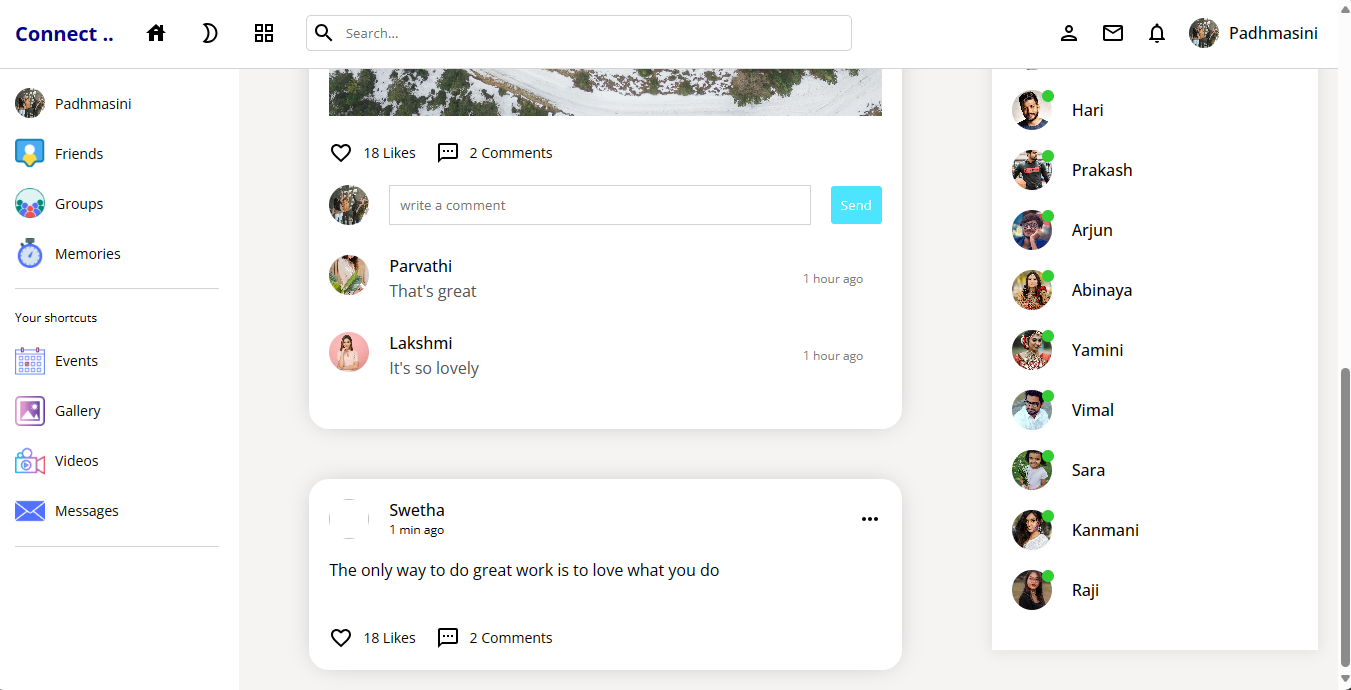 Connect ..
Search...
Padhmasini
Padhmasini
Friends
Groups
Memories
Your shortcuts
Events
Gallery
Videos
Messages
18 Likes
2 Comments
write a comment
Send
Parvathi
That's great
1 hour ago
Lakshmi
It's so lovely
1 hour ago
Swetha
1 min ago
The only way to do great work is to love what you do
18 Likes
2 Comments
Hari
Prakash
Arjun
Abinaya
Yamini
Vimal
Sara
Kanmani
Raji